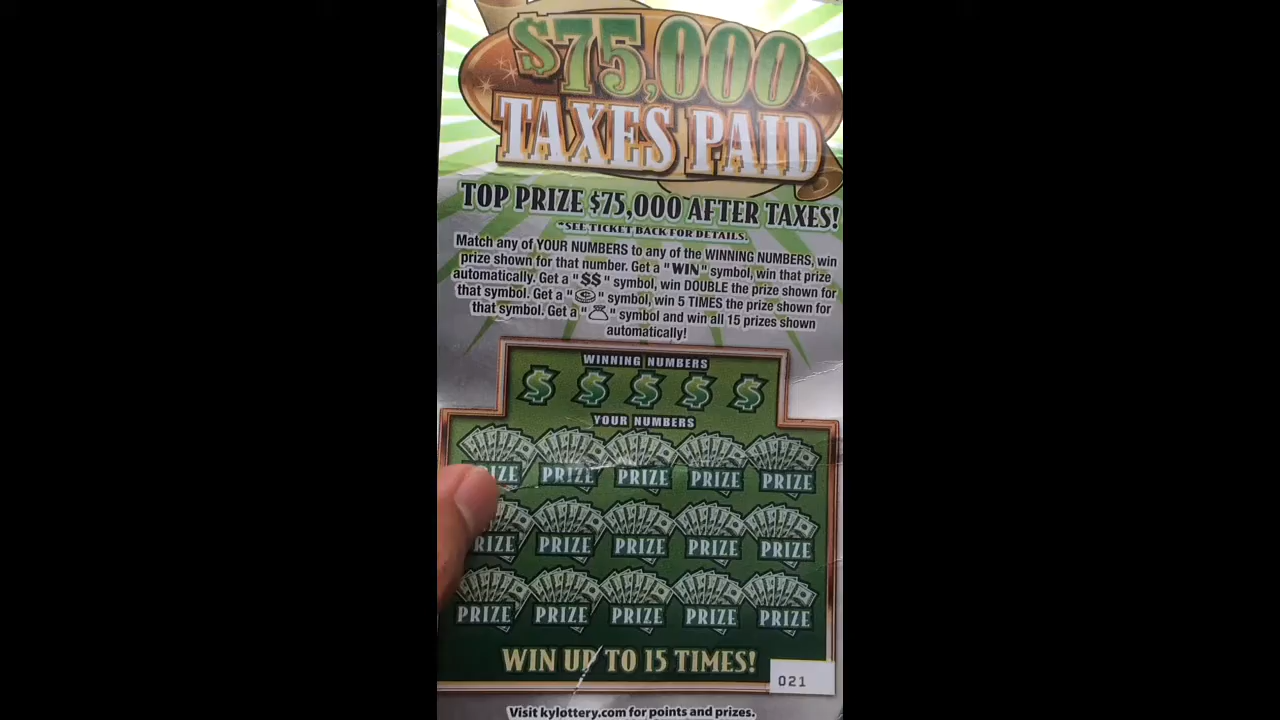 $75,000
TAXES PAID
TOP PRIZE $75,000 AFTER TAXES!
*SEE TICKET BACK FOR DETAILS.
Match any of YOUR NUMBERS to any of the WINNING NUMBERS, win
prize shown for that number. Get a "WIN" symbol, win that prize
automatically. Get a "$$" symbol, win DOUBLE the prize shown for
that symbol. Get a " " symbol, win 5 TIMES the prize shown for
that symbol. Get a " " symbol and win all 15 prizes shown
automatically!
WINNING NUMBERS
$ $ $ $ $
YOUR NUMBERS
PRIZE PRIZE PRIZE PRIZE
PRIZE PRIZE PRIZE PRIZE
PRIZE PRIZE PRIZE PRIZE PRIZE
WIN UP TO 15 TIMES!
021
Visit kylottery.com for points and prizes.